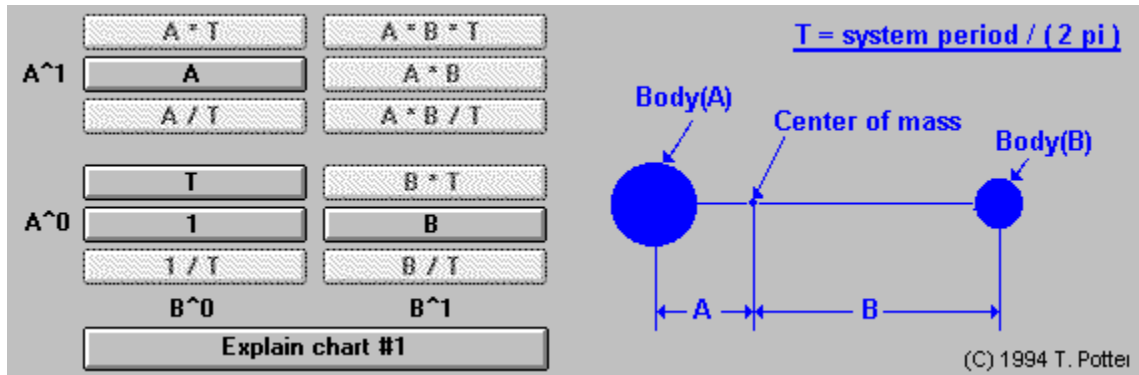 A * T A * B * T
A^1 A A * B
A / T A * B / T
T B * T
A^0 1 B
1 / T B / T
B^0 B^1
Explain chart #1
T = system period / ( 2 pi )
Body(A)
Center of mass
Body(B)
A B
(C) 1994 T. Potter